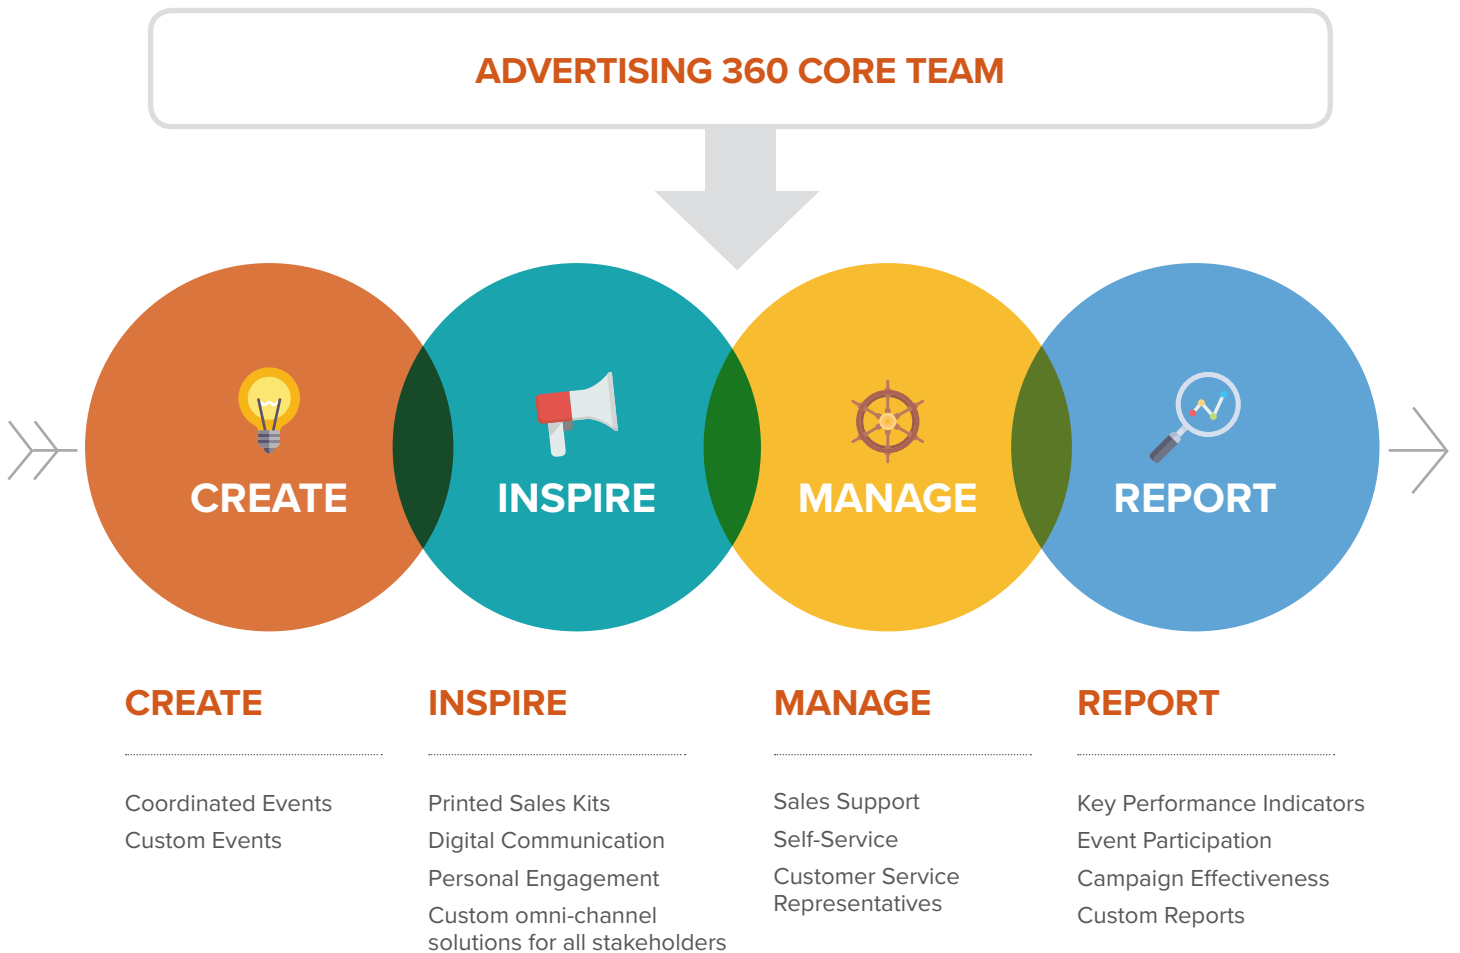 ADVERTISING 360 CORE TEAM
CREATE
INSPIRE
MANAGE
REPORT
CREATE
Coordinated Events
Custom Events
INSPIRE
Printed Sales Kits
Digital Communication
Personal Engagement
Custom omni-channel
solutions for all stakeholders
MANAGE
Sales Support
Self-Service
Customer Service
Representatives
REPORT
Key Performance Indicators
Event Participation
Campaign Effectiveness
Custom Reports